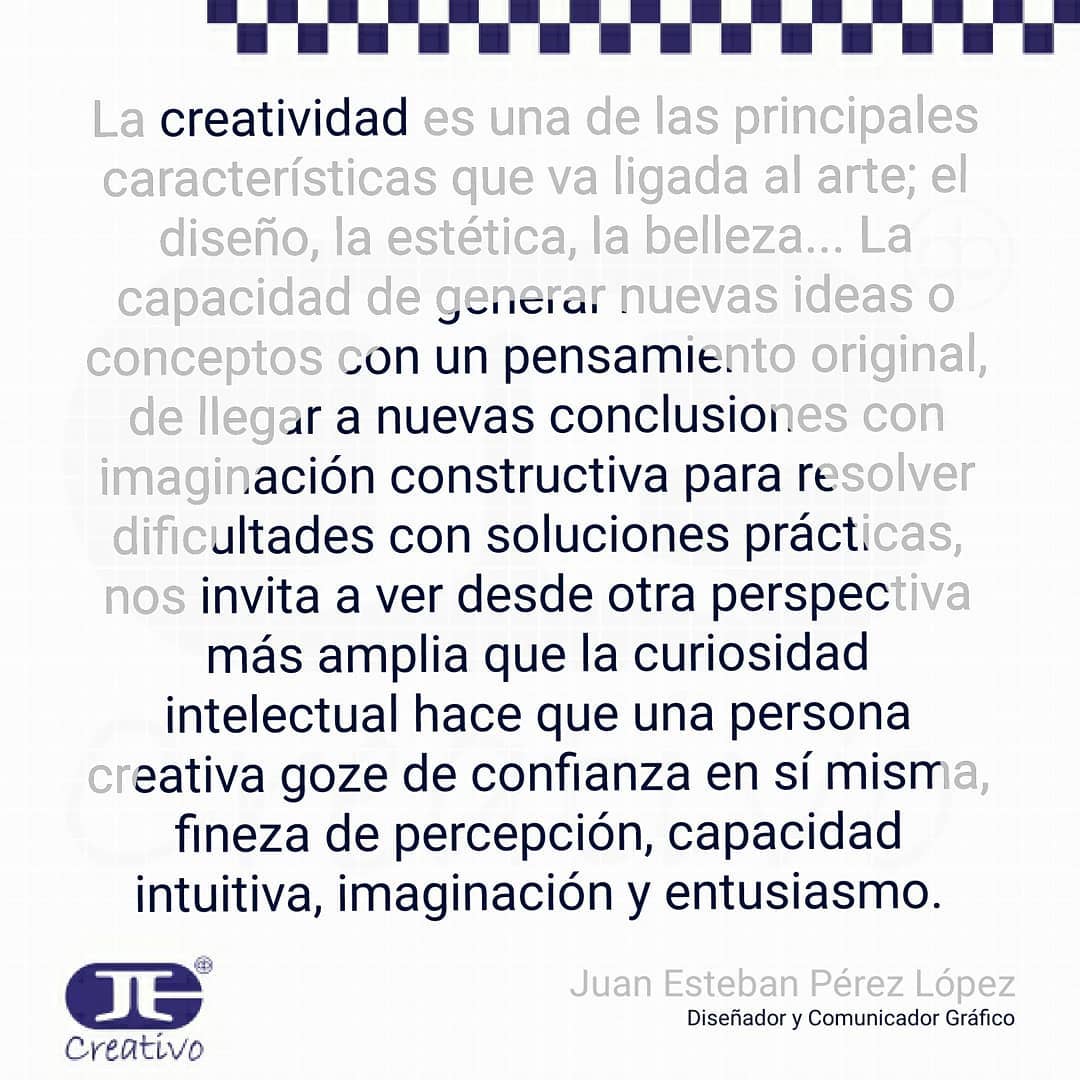 La creatividad es una de las principales
características que va ligada al arte; el
diseño, la estética, la belleza... La
capacidad de generar nuevas ideas o
conceptos con un pensamiento original,
de llegar a nuevas conclusiones con
imaginación constructiva para resolver
dificultades con soluciones prácticas,
nos invita a ver desde otra perspectiva
más amplia que la curiosidad
intelectual hace que una persona
creativa goze de confianza en sí misma,
fineza de percepción, capacidad
intuitiva, imaginación y entusiasmo.
Creativo
Juan Esteban Pérez López
Diseñador y Comunicador Gráfico